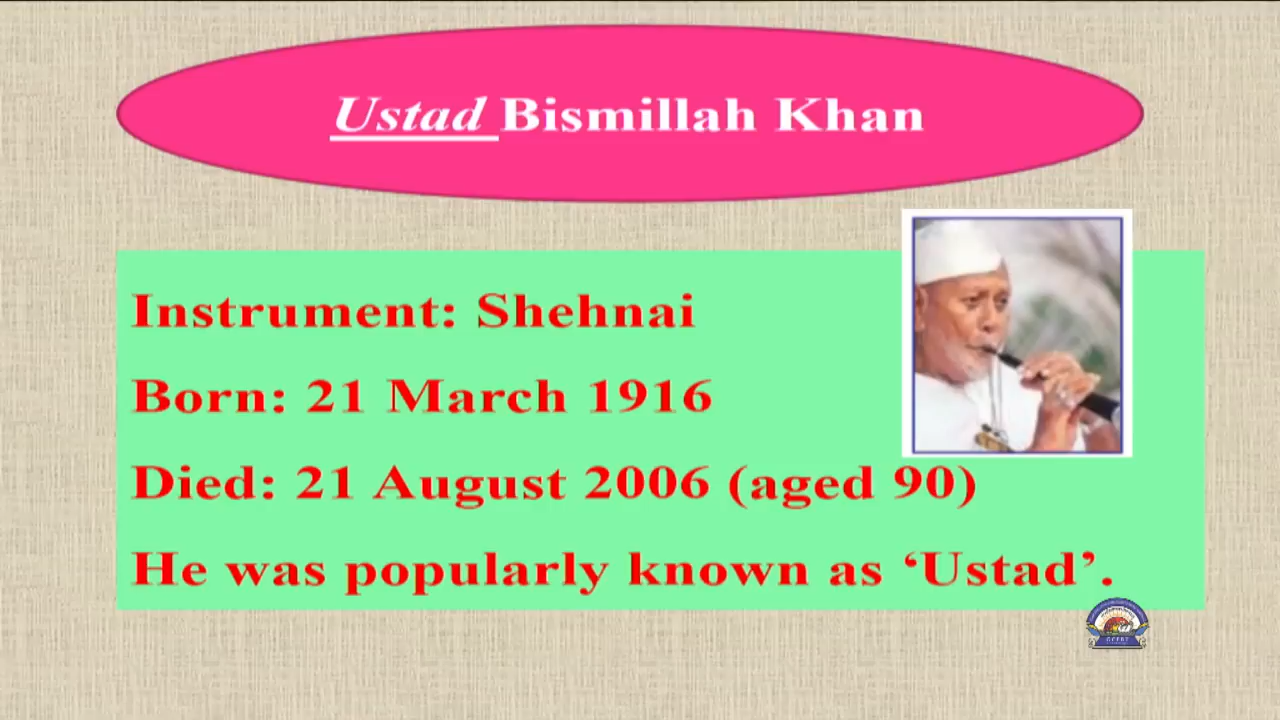 Ustad Bismillah Khan
Instrument: Shehnai
Born: 21 March 1916
Died: 21 August 2006 (aged 90)
He was popularly known as ‘Ustad’.